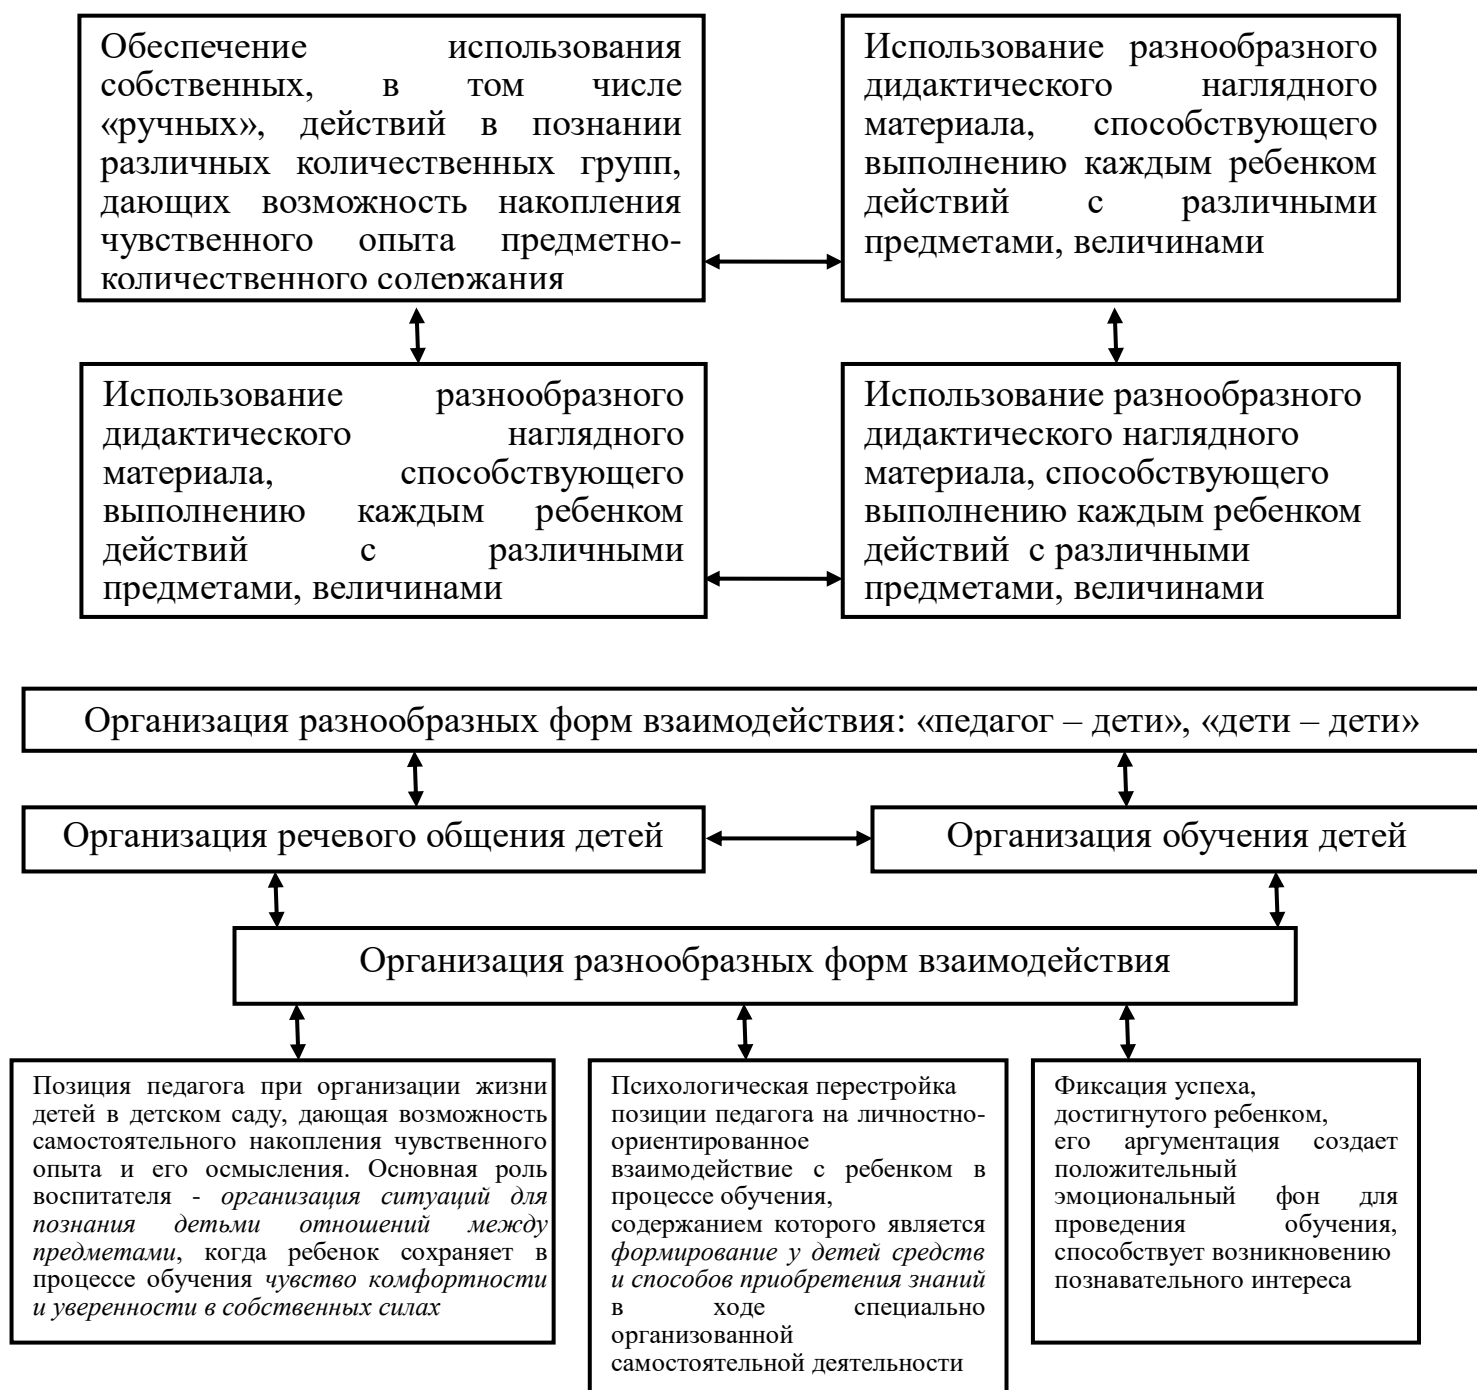 Обеспечение использования
собственных, в том числе
«ручных», действий в познании
различных количественных групп,
дающих возможность накопления
чувственного опыта предметно-
количественного содержания
Использование разнообразного
дидактического наглядного
материала, способствующего
выполнению каждым ребенком
действий с различными
предметами, величинами
Использование разнообразного
дидактического наглядного
материала, способствующего
выполнению каждым ребенком
действий с различными
предметами, величинами
Использование разнообразного
дидактического наглядного
материала, способствующего
выполнению каждым ребенком
действий с различными
предметами, величинами
Организация разнообразных форм взаимодействия: «педагог – дети», «дети – дети»
Организация речевого общения детей
Организация обучения детей
Организация разнообразных форм взаимодействия
Позиция педагога при организации жизни
детей в детском саду, дающая возможность
самостоятельного накопления чувственного
опыта и его осмысления. Основная роль
воспитателя - организация ситуаций для
познания детьми отношений между
предметами, когда ребенок сохраняет в
процессе обучения чувство комфортности
и уверенности в собственных силах
Психологическая перестройка
позиции педагога на личностно-
ориентированное
взаимодействие с ребенком в
процессе обучения,
содержанием которого является
формирование у детей средств
и способов приобретения знаний
в ходе специально
организованной
самостоятельной деятельности
Фиксация успеха,
достигнутого ребенком,
его аргументация создает
положительный
эмоциональный фон для
проведения обучения,
способствует возникновению
познавательного интереса